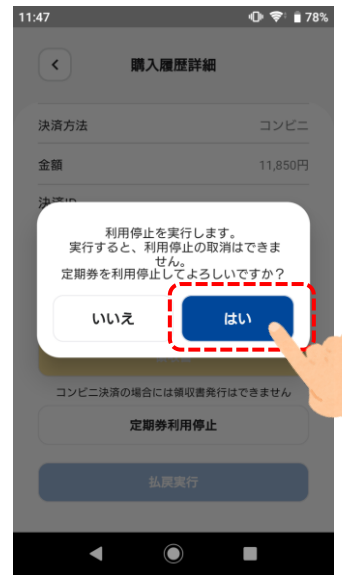 11:47
78%
購入履歴詳細
決済方法
コンビニ
金額
11,850円
決済ID
利用停止を実行します。
実行すると、利用停止の取消はできま
せん。
定期券を利用停止してよろしいですか？
いいえ
はい
コンビニ決済の場合には領収書発行はできません
定期券利用停止
払戻実行